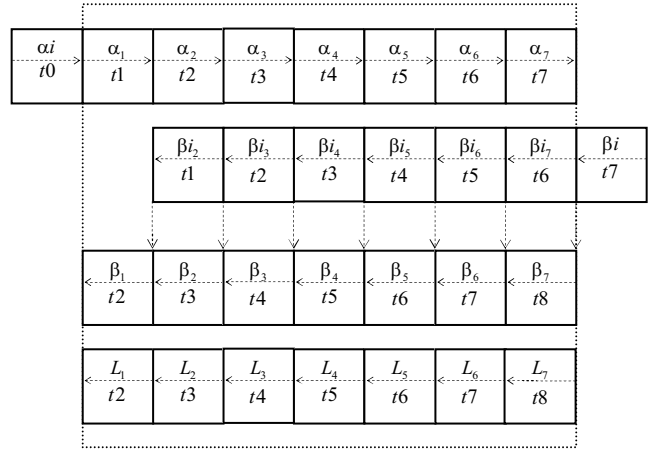 αi α₁ α₂ α₃ α₄ α₅ α₆ α₇
t0 t1 t2 t3 t4 t5 t6 t7
βi₂ βi₃ βi₄ βi₅ βi₆ βi₇ βi
t1 t2 t3 t4 t5 t6 t7
β₁ β₂ β₃ β₄ β₅ β₆ β₇
t2 t3 t4 t5 t6 t7 t8
L₁ L₂ L₃ L₄ L₅ L₆ L₇
t2 t3 t4 t5 t6 t7 t8